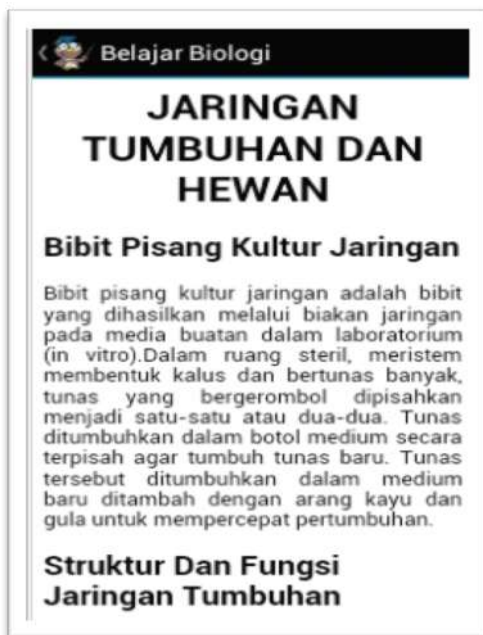 Belajar Biologi
JARINGAN
TUMBUHAN DAN
HEWAN
Bibit Pisang Kultur Jaringan
Bibit pisang kultur jaringan adalah bibit
yang dihasilkan melalui biakan jaringan
pada media buatan dalam laboratorium
(in vitro).Dalam ruang steril, meristem
membentuk kalus dan bertunas banyak,
tunas yang bergerombol dipisahkan
menjadi satu-satu atau dua-dua. Tunas
ditumbuhkan dalam botol medium secara
terpisah agar tumbuh tunas baru. Tunas
tersebut ditumbuhkan dalam medium
baru ditambah dengan arang kayu dan
gula untuk mempercepat pertumbuhan.
Struktur Dan Fungsi
Jaringan Tumbuhan